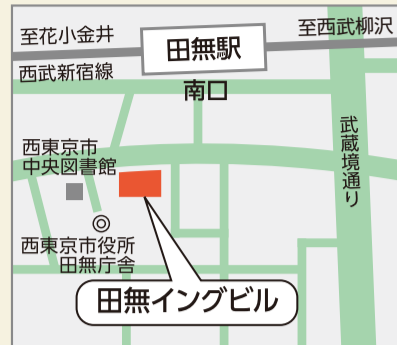 至花小金井
田無駅
至西武柳沢
西武新宿線
南口
武蔵境通り
西東京市
中央図書館
西東京市役所
田無庁舎
田無イングビル